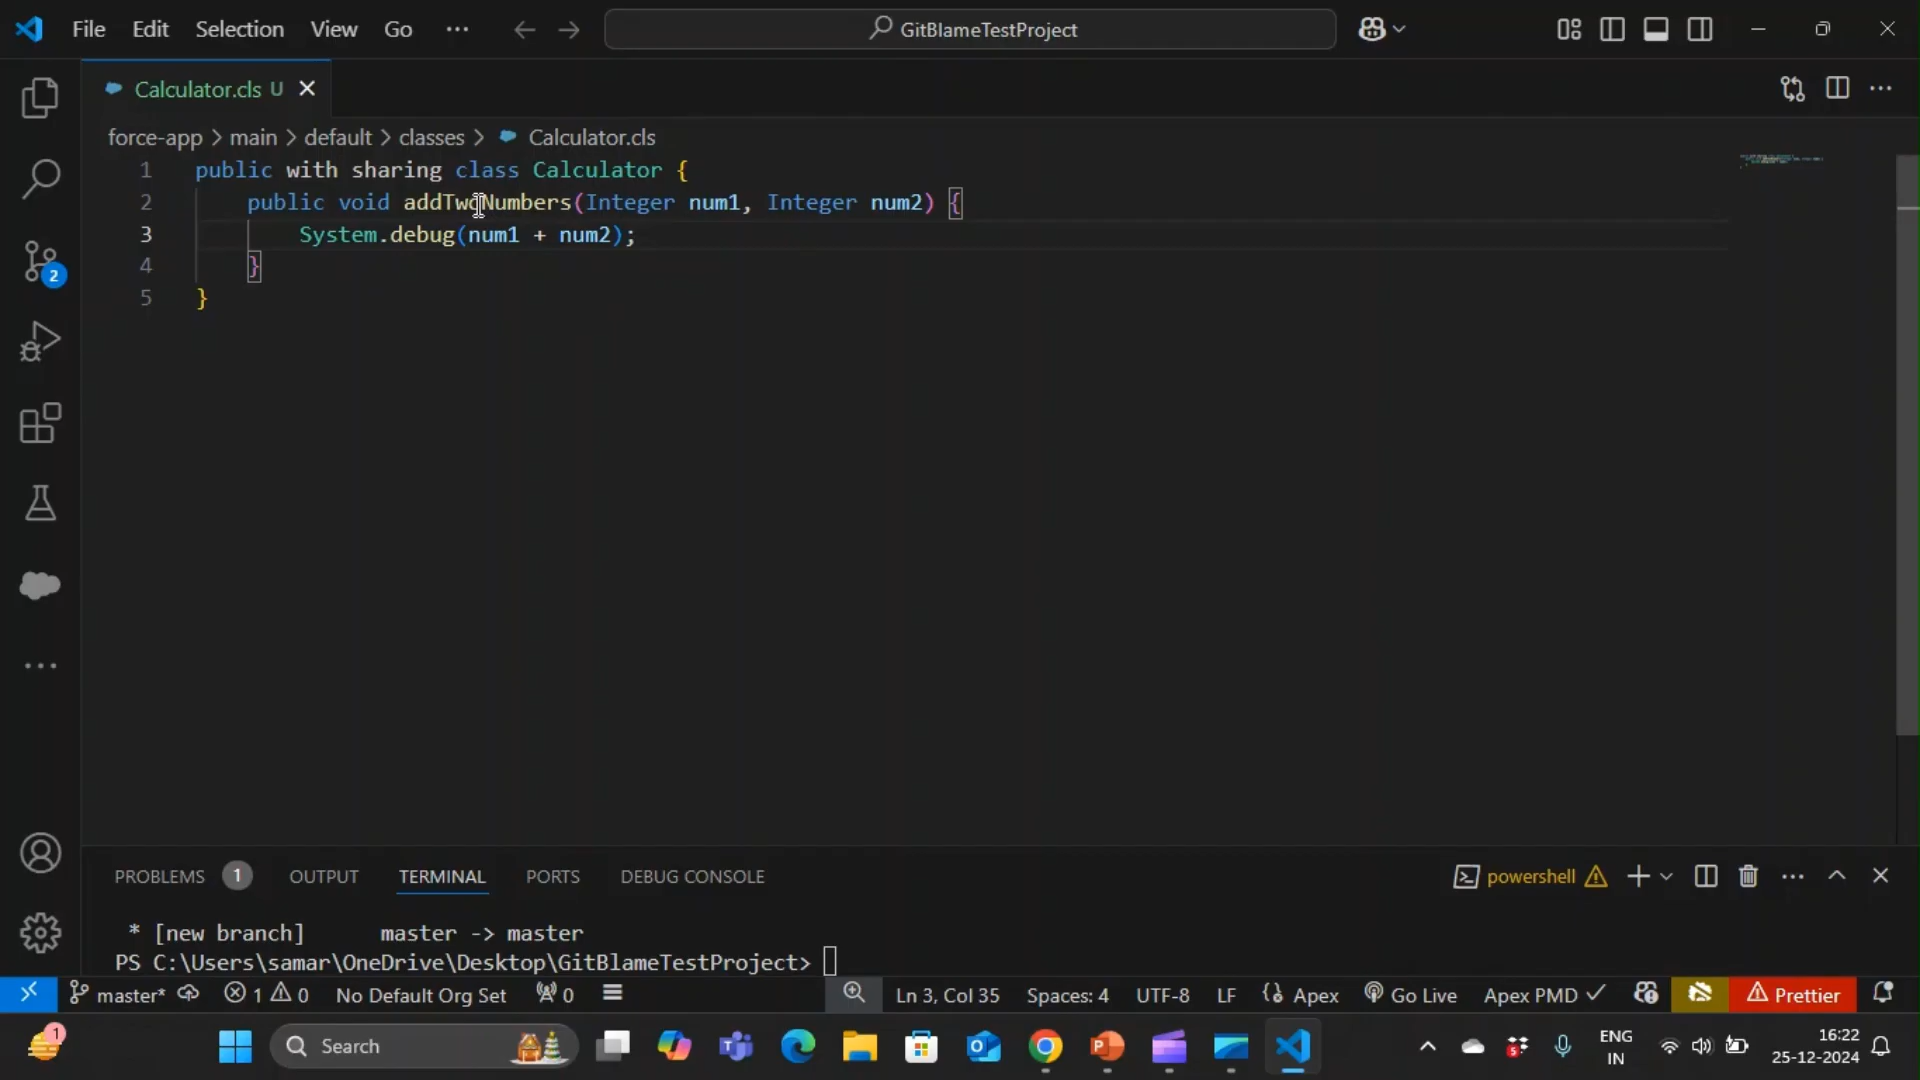 File Edit Selection View Go ··· GitBlameTestProject
Calculator.cls U
force-app > main > default > classes > Calculator.cls
1 public with sharing class Calculator {
2 public void addTwoNumbers(Integer num1, Integer num2) {
3 System.debug(num1 + num2);
4 }
5 }
2
PROBLEMS 1 OUTPUT TERMINAL PORTS DEBUG CONSOLE powershell
* [new branch] master -> master
PS C:\Users\samar\OneDrive\Desktop\GitBlameTestProject>
master* 1 0 No Default Org Set 0 Ln 3, Col 35 Spaces: 4 UTF-8 LF Apex Go Live Apex PMD Prettier
1 Search ENG 16:22
IN 25-12-2024